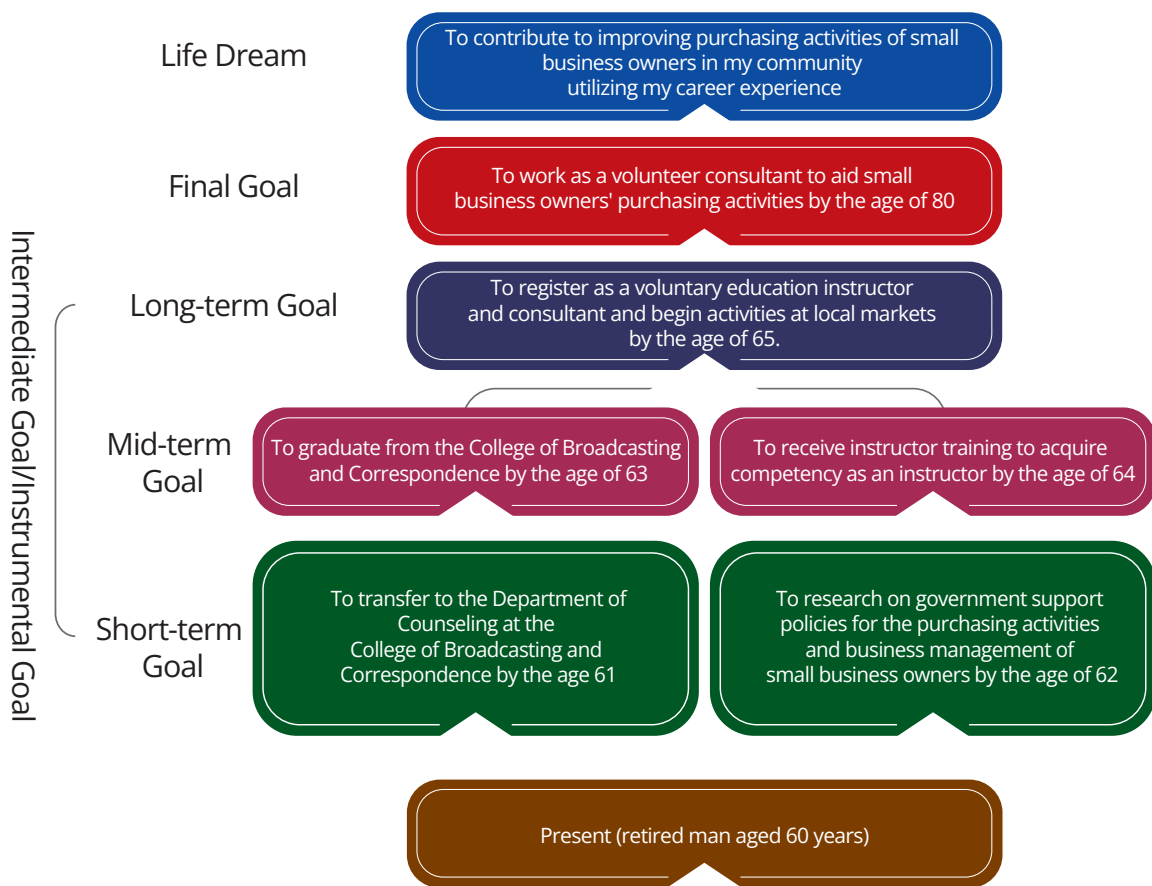 Life Dream
To contribute to improving purchasing activities of small
business owners in my community
utilizing my career experience
Final Goal
To work as a volunteer consultant to aid small
business owners' purchasing activities by the age of 80
Intermediate Goal/Instrumental Goal
Long-term Goal
To register as a voluntary education instructor
and consultant and begin activities at local markets
by the age of 65.
Mid-term
Goal
To graduate from the College of Broadcasting
and Correspondence by the age of 63
To receive instructor training to acquire
competency as an instructor by the age of 64
Short-term
Goal
To transfer to the Department of
Counseling at the
College of Broadcasting and
Correspondence by the age 61
To research on government support
policies for the purchasing activities
and business management of
small business owners by the age of 62
Present (retired man aged 60 years)